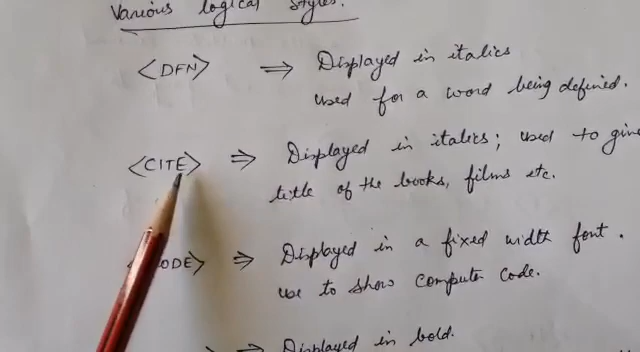 Various logical styles.
<DFN> ⇒ Displayed in italics
used for a word being defined.
<CITE> ⇒ Displayed in italics; used to give
title of the books, films etc.
ODE> ⇒ Displayed in a fixed width font.
use to show computer code.
> Displayed in bold.